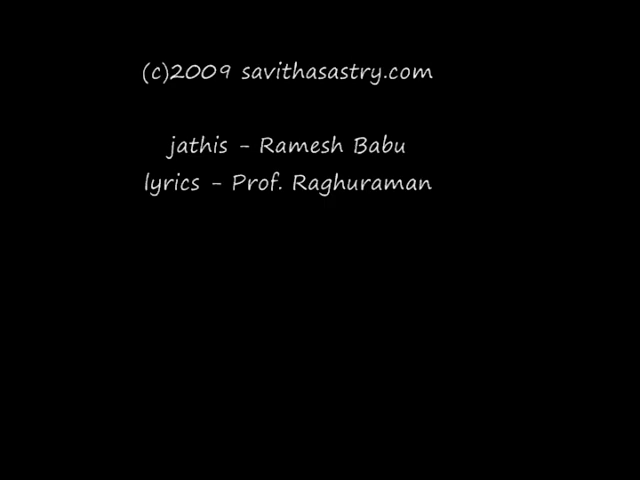 (c)2009 savithasastry.com
jathis - Ramesh Babu
lyrics - Prof. Raghuraman